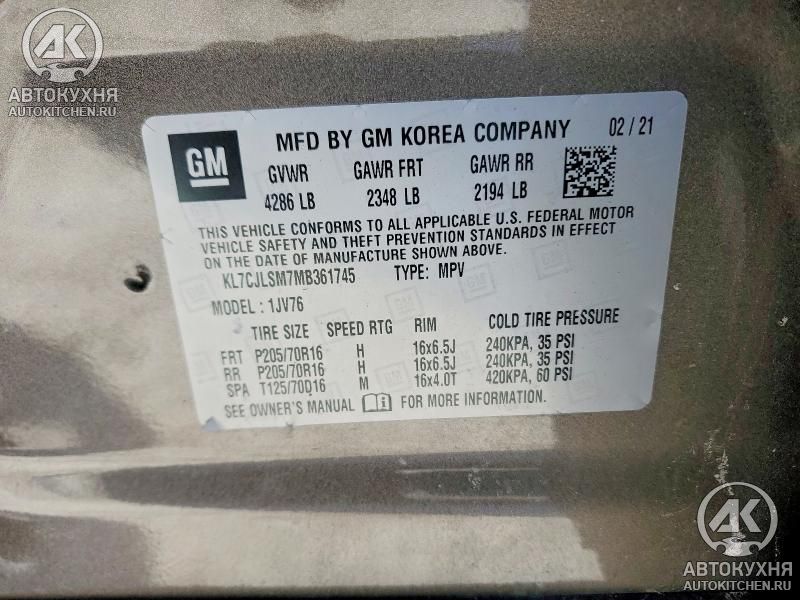 АК
АВТОКУХНЯ
AUTOKITCHEN.RU
GM
MFD BY GM KOREA COMPANY 02 / 21
GVWR GAWR FRT GAWR RR
4286 LB 2348 LB 2194 LB
THIS VEHICLE CONFORMS TO ALL APPLICABLE U.S. FEDERAL MOTOR
VEHICLE SAFETY AND THEFT PREVENTION STANDARDS IN EFFECT
ON THE DATE OF MANUFACTURE SHOWN ABOVE.
KL7CJLSM7MB361745 TYPE: MPV
MODEL : 1JV76
TIRE SIZE SPEED RTG RIM COLD TIRE PRESSURE
FRT P205/70R16 H 16x6.5J 240KPA, 35 PSI
RR P205/70R16 H 16x6.5J 240KPA, 35 PSI
SPA T125/70D16 M 16x4.0T 420KPA, 60 PSI
SEE OWNER'S MANUAL FOR MORE INFORMATION.
АК
АВТОКУХНЯ
AUTOKITCHEN.RU